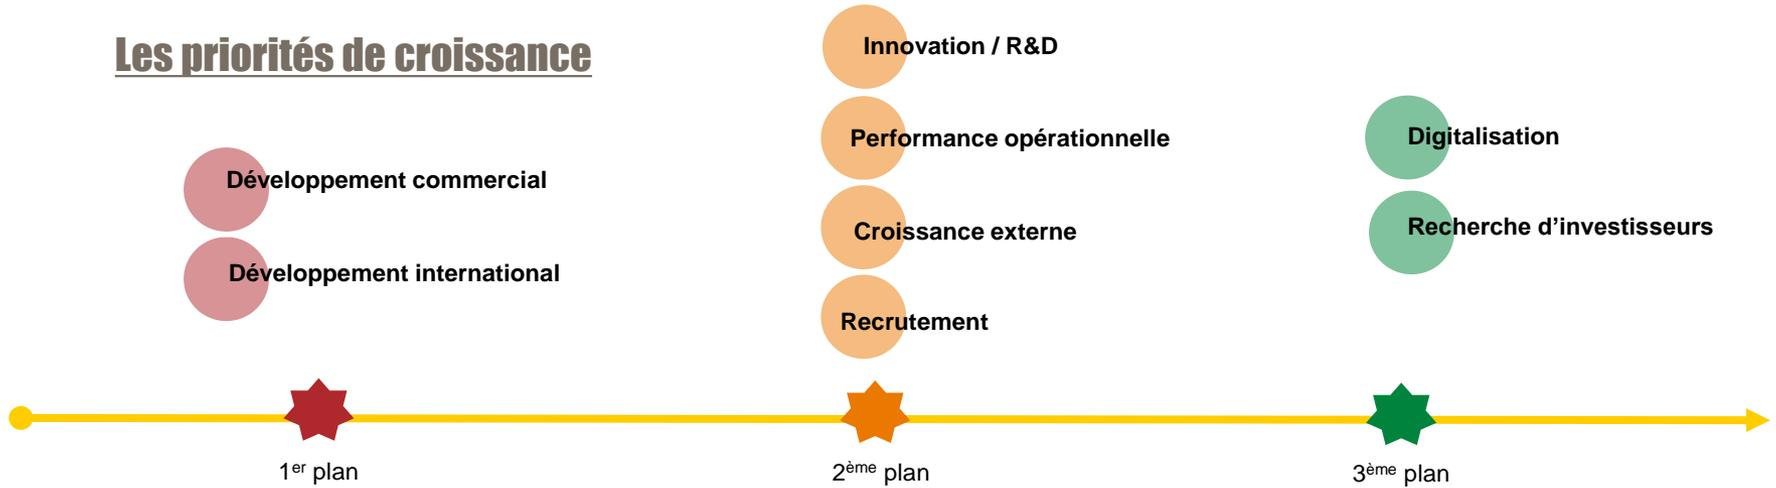 Les priorités de croissance
Développement commercial
Développement international
Innovation / R&D
Performance opérationnelle
Croissance externe
Recrutement
Digitalisation
Recherche d’investisseurs
1er plan
2ème plan
3ème plan